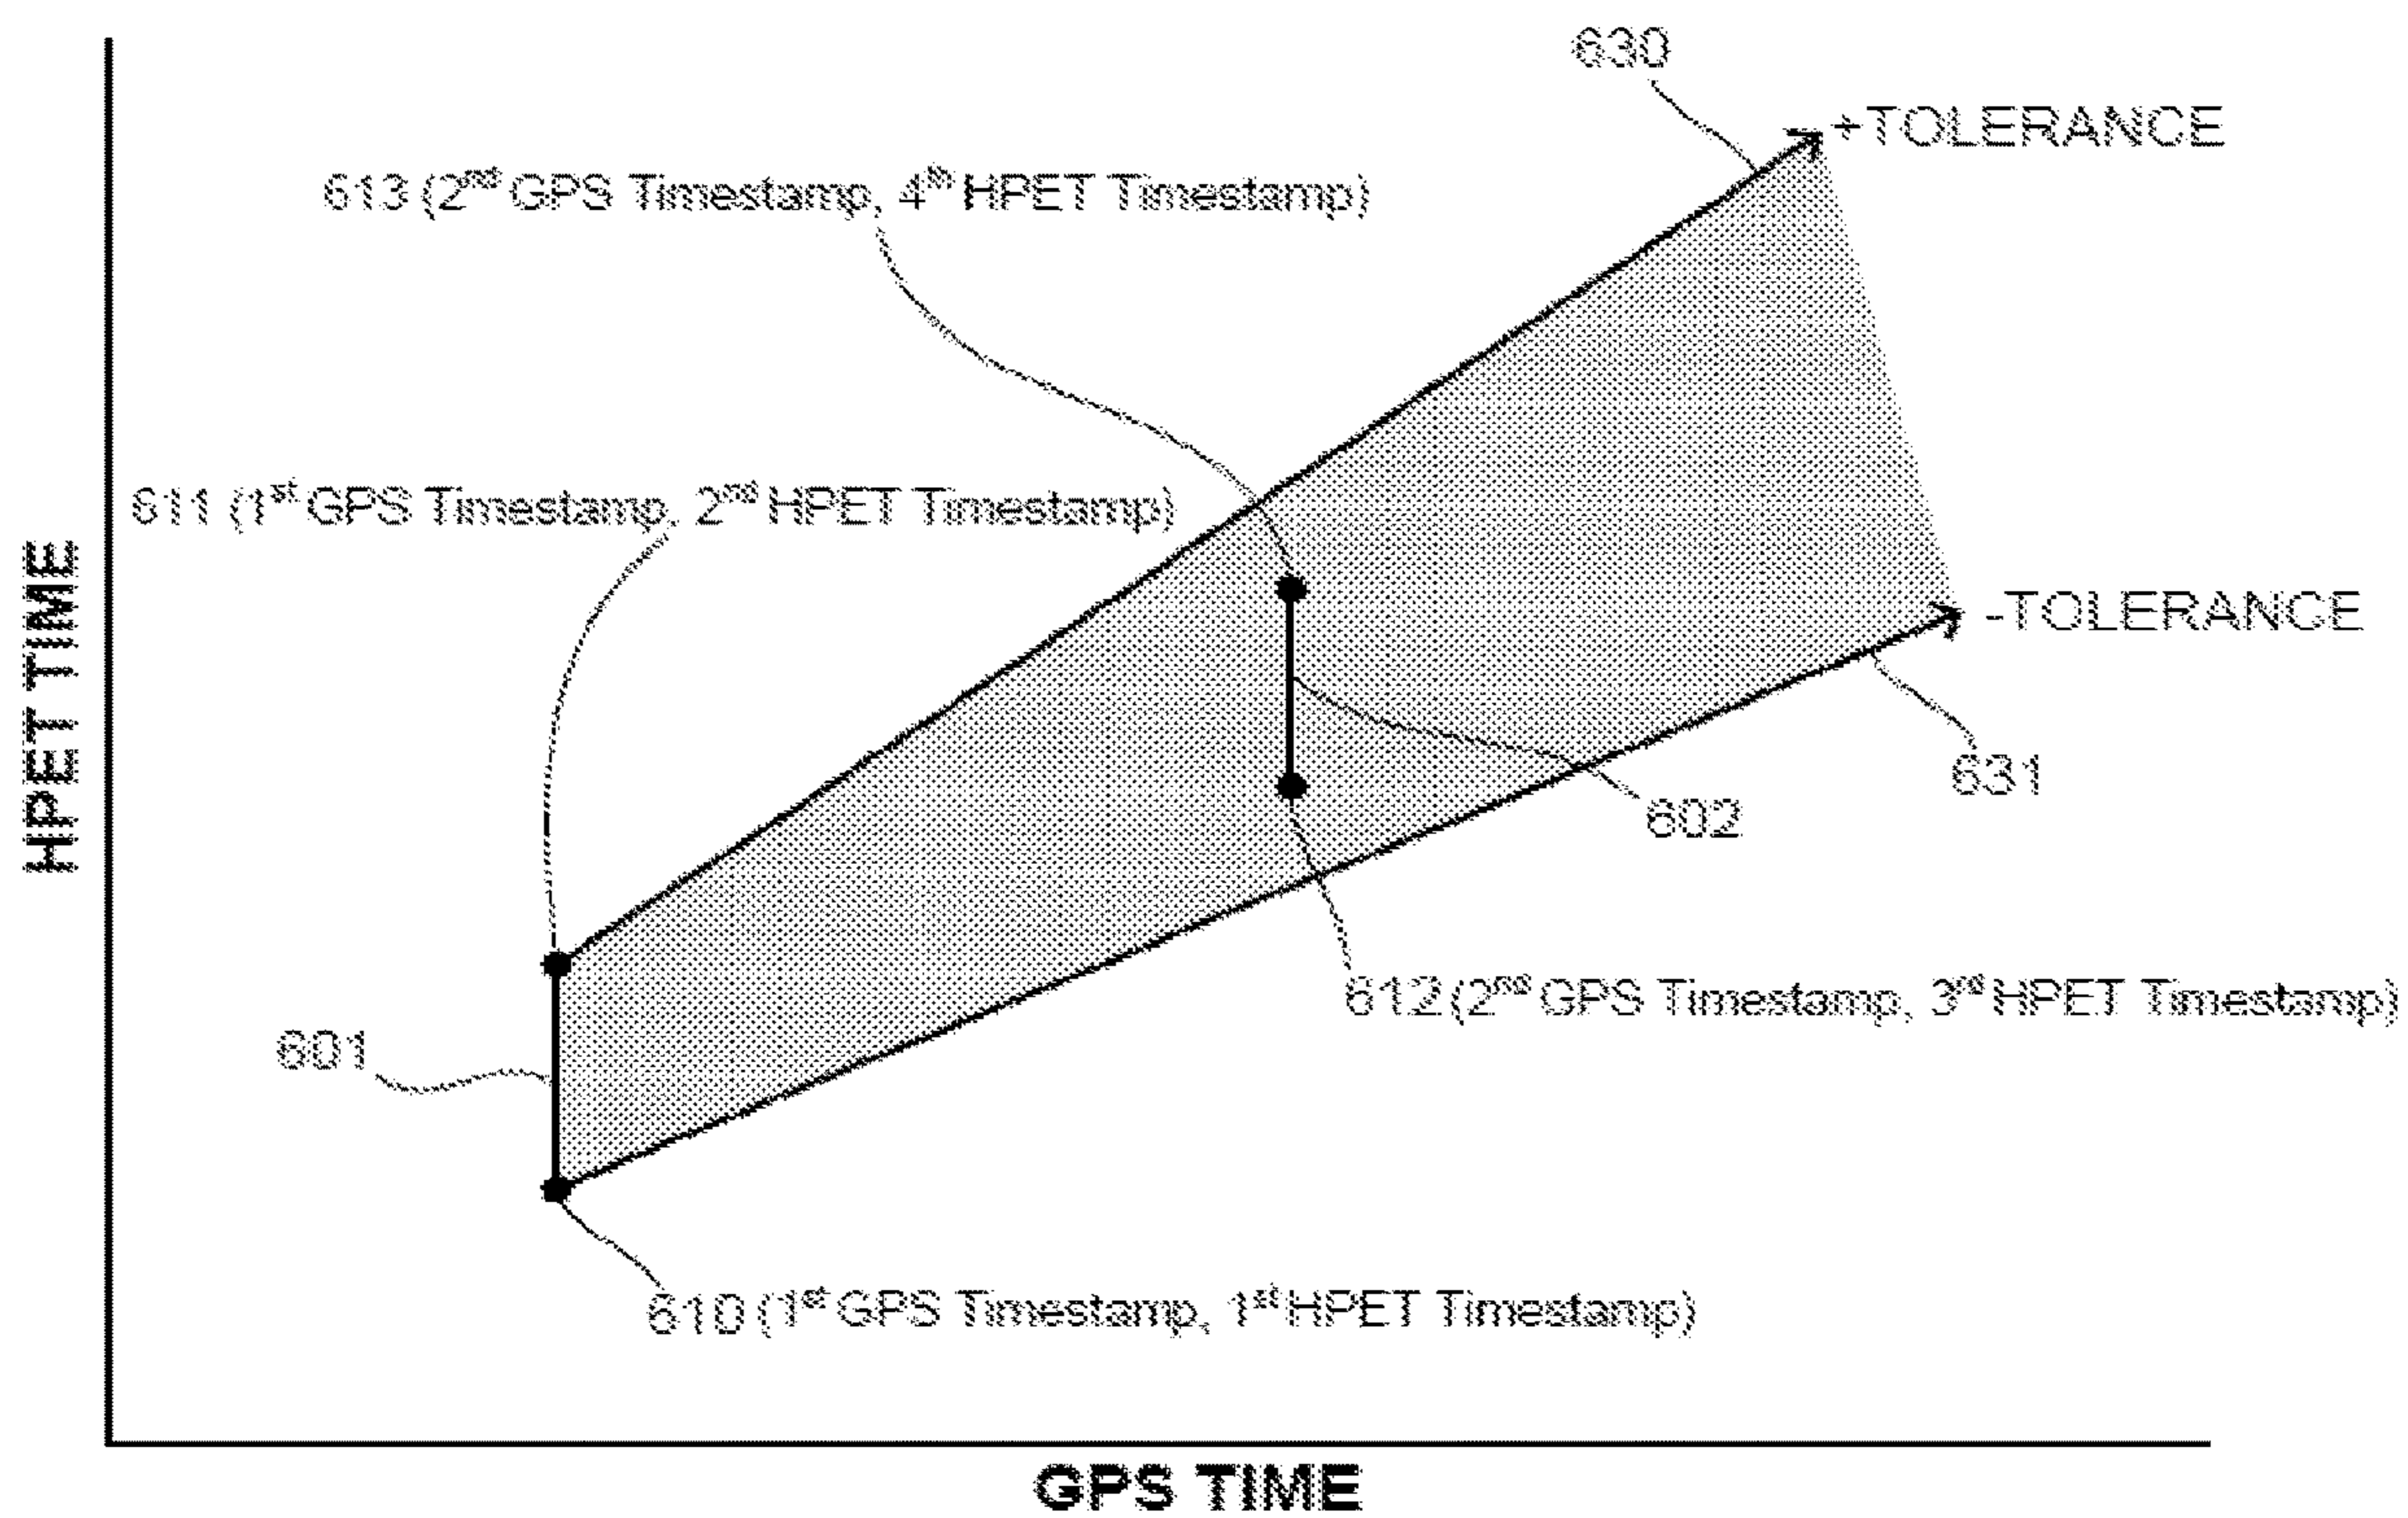 630
+TOLERANCE
613 (2nd GPS Timestamp, 4th HPET Timestamp)
611 (1st GPS Timestamp, 2nd HPET Timestamp)
HPET TIME
-TOLERANCE
631
602
612 (2nd GPS Timestamp, 3rd HPET Timestamp)
601
610 (1st GPS Timestamp, 1st HPET Timestamp)
GPS TIME